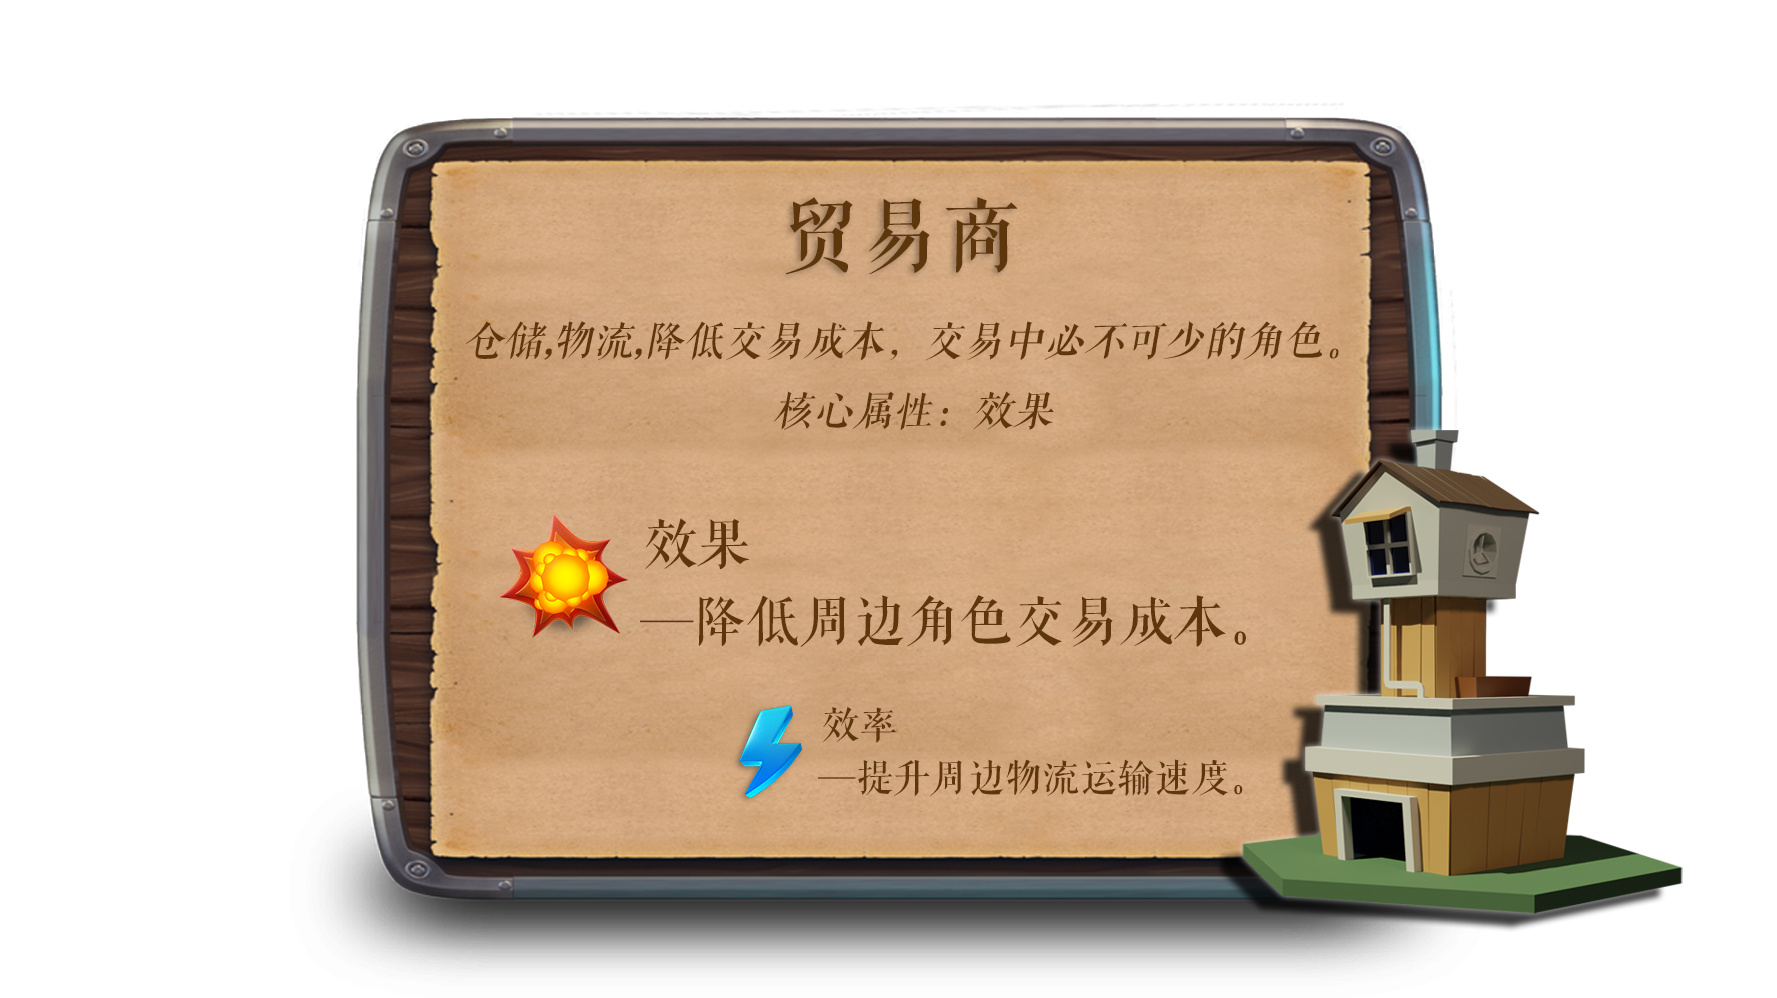 贸易商
仓储,物流,降低交易成本，交易中必不可少的角色。
核心属性：效果
效果
—降低周边角色交易成本。
效率
—提升周边物流运输速度。